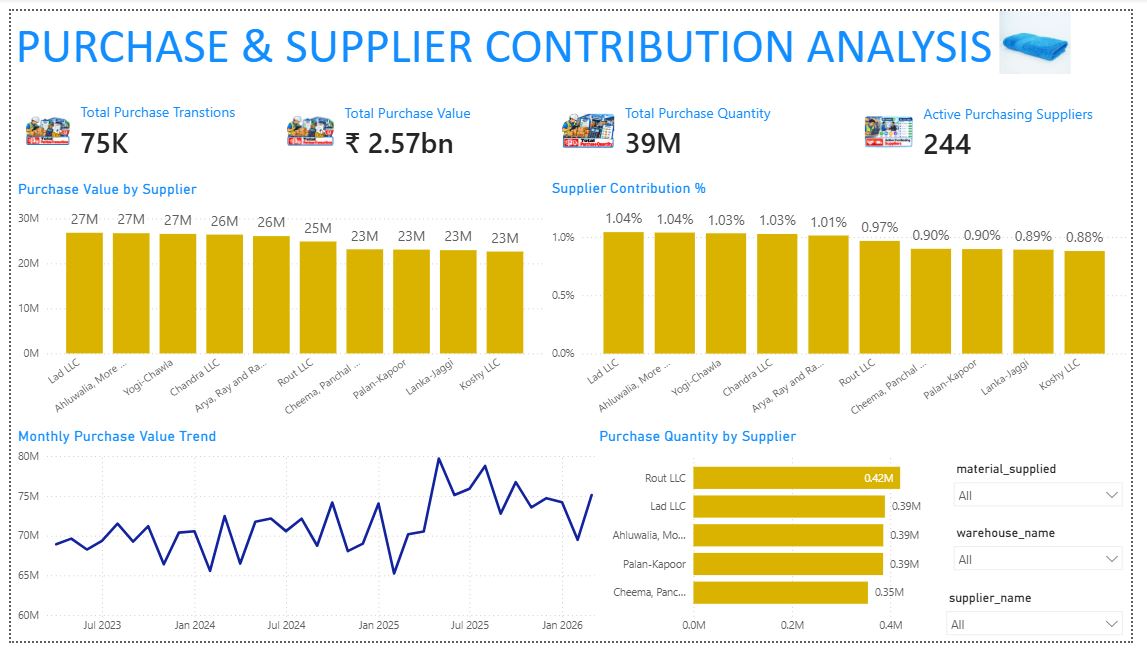 PURCHASE & SUPPLIER CONTRIBUTION ANALYSIS
Total Purchase Transtions
75K
Total Purchase Value
₹ 2.57bn
Total Purchase Quantity
39M
Active Purchasing Suppliers
244
Purchase Value by Supplier
30M
20M
10M
0M
27M
27M
27M
26M
26M
25M
23M
23M
23M
23M
Lad LLC
Ahluwalia, More ...
Yogi-Chawla
Chandra LLC
Arya, Ray and Ra...
Rout LLC
Cheema, Panchal ...
Palan-Kapoor
Lanka-Jaggi
Koshy LLC
Supplier Contribution %
1.0%
0.5%
0.0%
1.04%
1.04%
1.03%
1.03%
1.01%
0.97%
0.90%
0.90%
0.89%
0.88%
Lad LLC
Ahluwalia, More ...
Yogi-Chawla
Chandra LLC
Arya, Ray and Ra...
Rout LLC
Cheema, Panchal ...
Palan-Kapoor
Lanka-Jaggi
Koshy LLC
Monthly Purchase Value Trend
80M
75M
70M
65M
60M
Jul 2023
Jan 2024
Jul 2024
Jan 2025
Jul 2025
Jan 2026
Purchase Quantity by Supplier
Rout LLC
0.42M
Lad LLC
0.39M
Ahluwalia, Mo...
0.39M
Palan-Kapoor
0.39M
Cheema, Panc...
0.35M
0.0M
0.2M
0.4M
material_supplied
All
warehouse_name
All
supplier_name
All